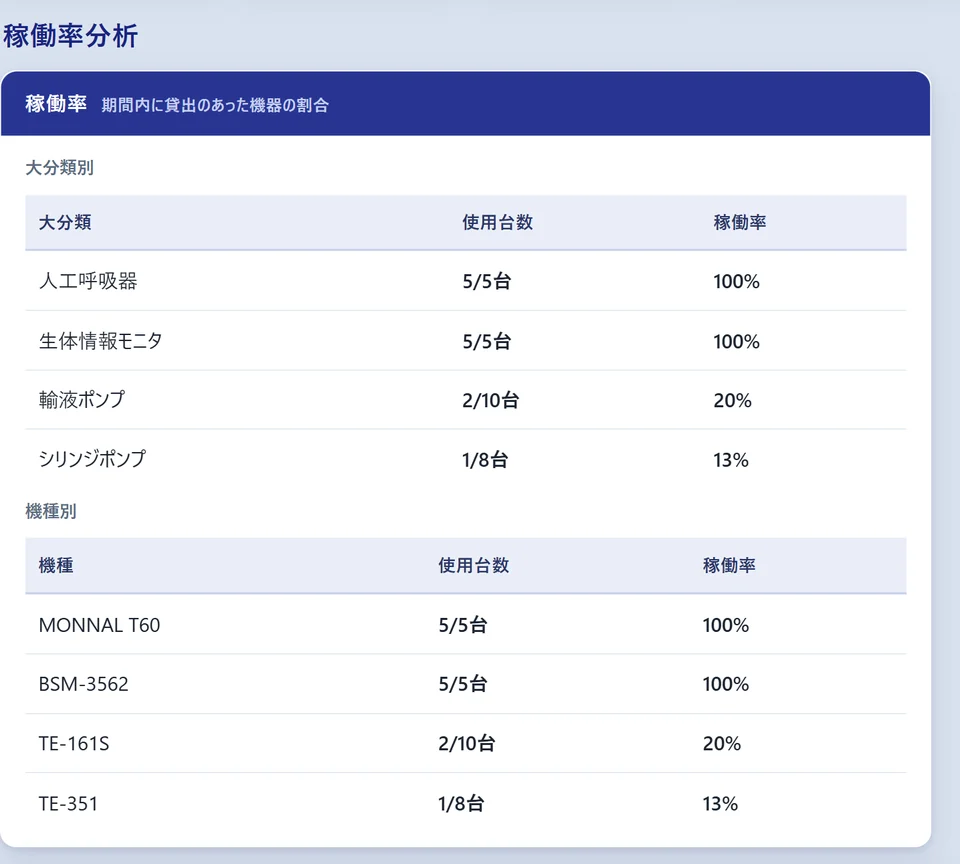 稼働率分析
稼働率 期間内に貸出のあった機器の割合
大分類別
大分類 使用台数 稼働率
人工呼吸器 5/5台 100%
生体情報モニタ 5/5台 100%
輸液ポンプ 2/10台 20%
シリンジポンプ 1/8台 13%
機種別
機種 使用台数 稼働率
MONNAL T60 5/5台 100%
BSM-3562 5/5台 100%
TE-161S 2/10台 20%
TE-351 1/8台 13%